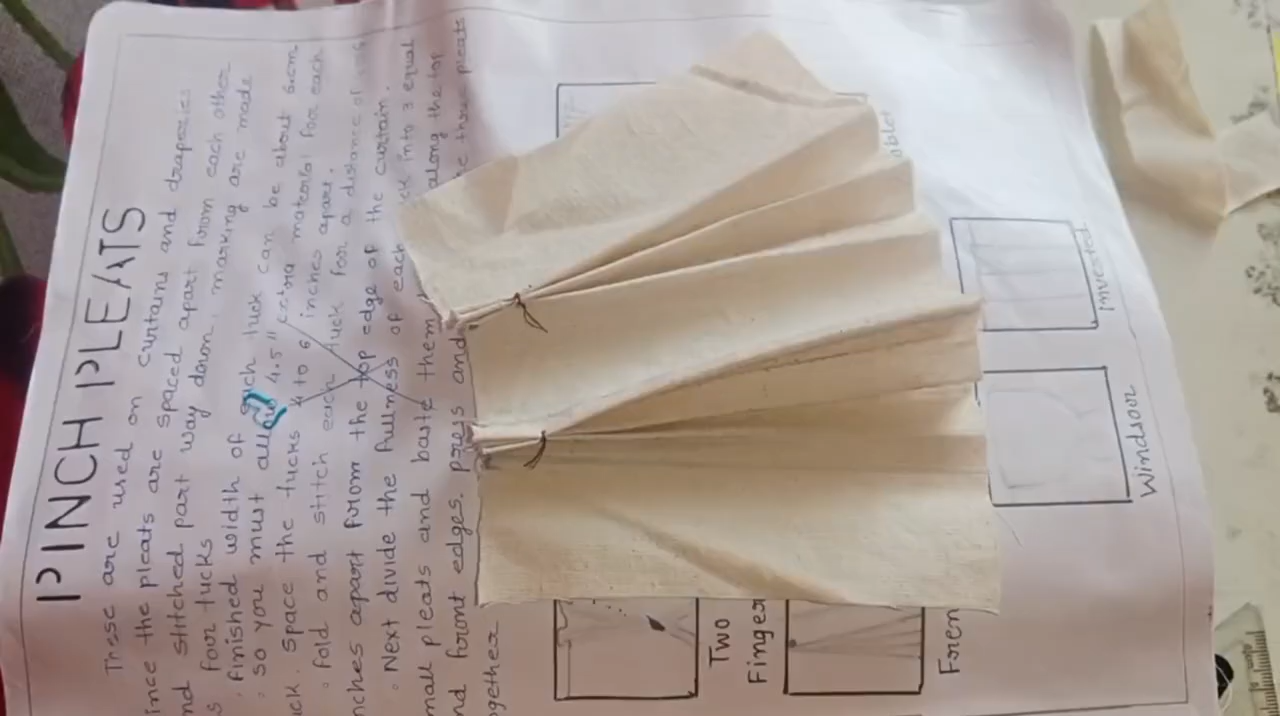 PINCH PLEATS
These are used on curtains and draperies
ince the pleats are spaced apart from each other
nd stitched part way down, making are made
s four tucks
. finished width of each tuck can be about 6cm
. so you must allow 4.5" extra material for each
uck. Space the tucks 4 to 6 inches apart.
. fold and stitch each tuck for a distance of
nches apart from the top edge of the curtain.
. Next divide the fullness of each ck into 3 equal
mall pleats and baste them along the top
nd front edges. Press and three pleats
ogether
Two
Finger
Windsor
Inverted